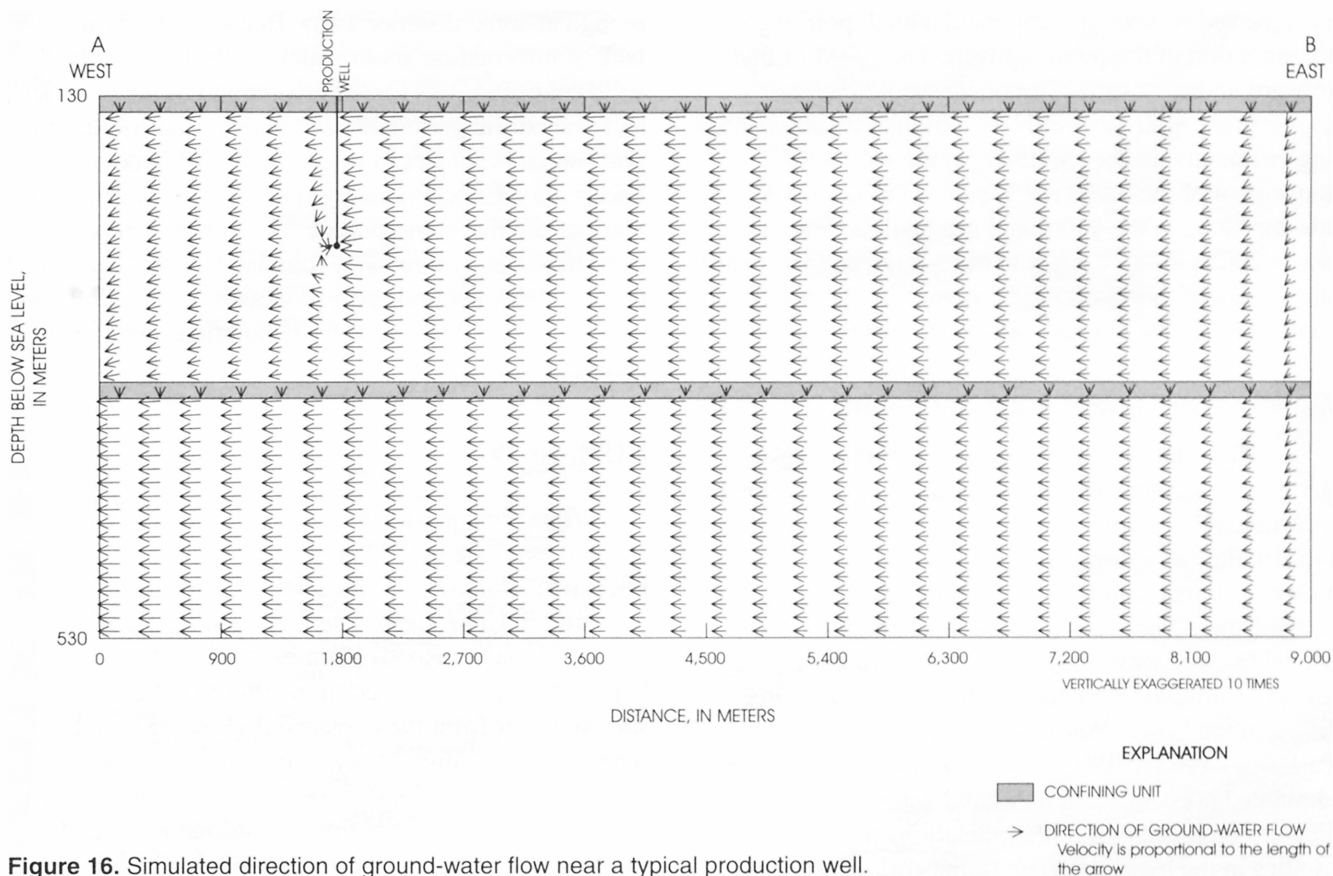 A
WEST
PRODUCTION
WELL
B
EAST
130
530
DEPTH BELOW SEA LEVEL,
IN METERS
0 900 1,800 2,700 3,600 4,500 5,400 6,300 7,200 8,100 9,000
VERTICALLY EXAGGERATED 10 TIMES
DISTANCE, IN METERS
EXPLANATION
CONFINING UNIT
DIRECTION OF GROUND-WATER FLOW
Velocity is proportional to the length of
the arrow
Figure 16. Simulated direction of ground-water flow near a typical production well.